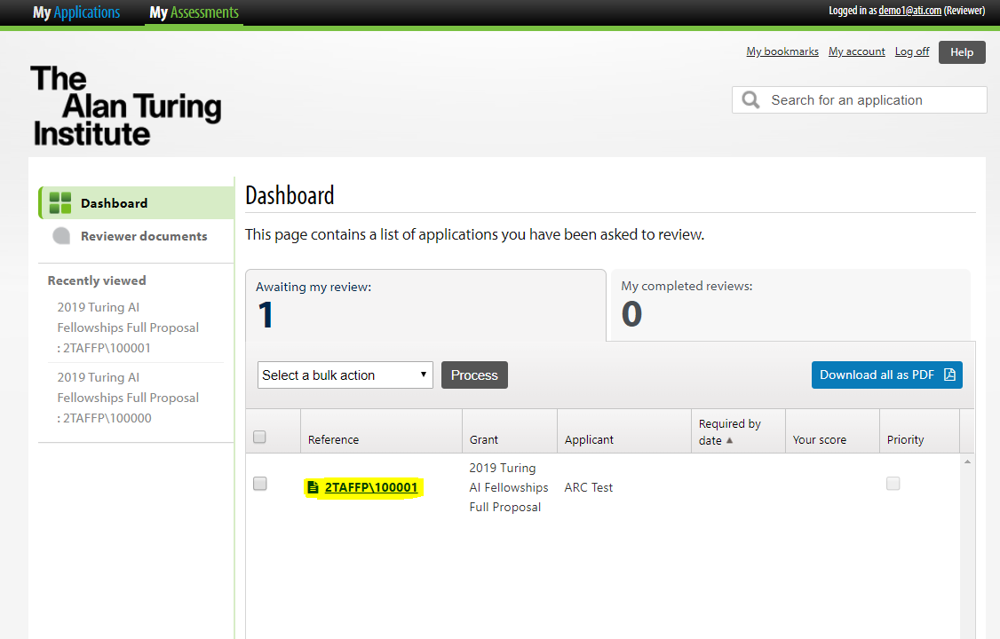 My Applications My Assessments Logged in as demo1@ati.com (Reviewer)
My bookmarks My account Log off Help
The
Alan Turing
Institute
Search for an application
Dashboard
Reviewer documents
Recently viewed
2019 Turing AI
Fellowships Full Proposal
: 2TAFFP\100001
2019 Turing AI
Fellowships Full Proposal
: 2TAFFP\100000
Dashboard
This page contains a list of applications you have been asked to review.
Awaiting my review:
1
My completed reviews:
0
Select a bulk action Process Download all as PDF
Reference Grant Applicant Required by date Your score Priority
2019 Turing
2TAFFP\100001 AI Fellowships ARC Test
Full Proposal